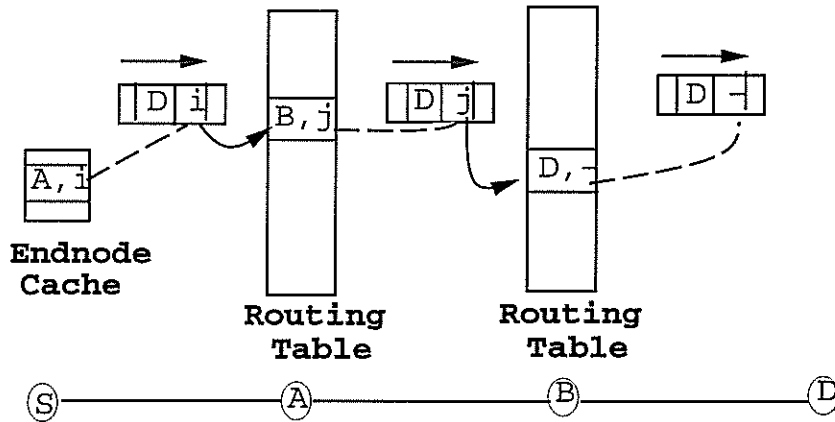 D i
B,j
D j
D -
A,i
D,-
Endnode
Cache
Routing
Table
Routing
Table
S A B D